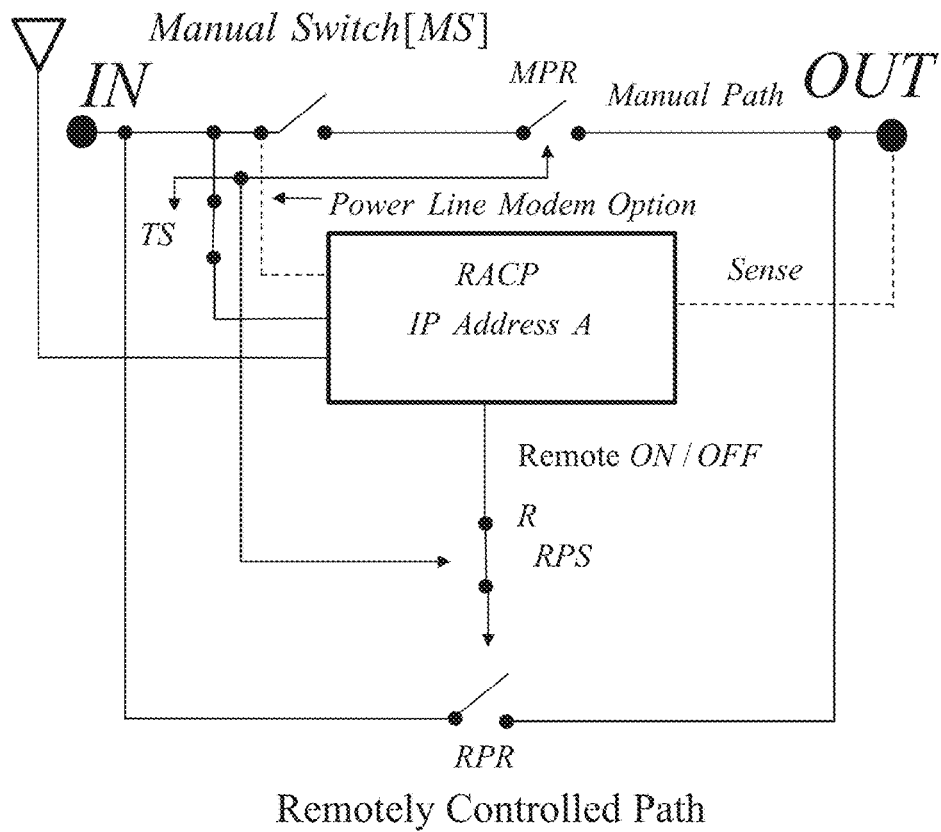 Manual Switch[MS]
IN
MPR
Manual Path
OUT
TS
Power Line Modem Option
RACP
IP Address A
Sense
Remote ON / OFF
R
RPS
RPR
Remotely Controlled Path